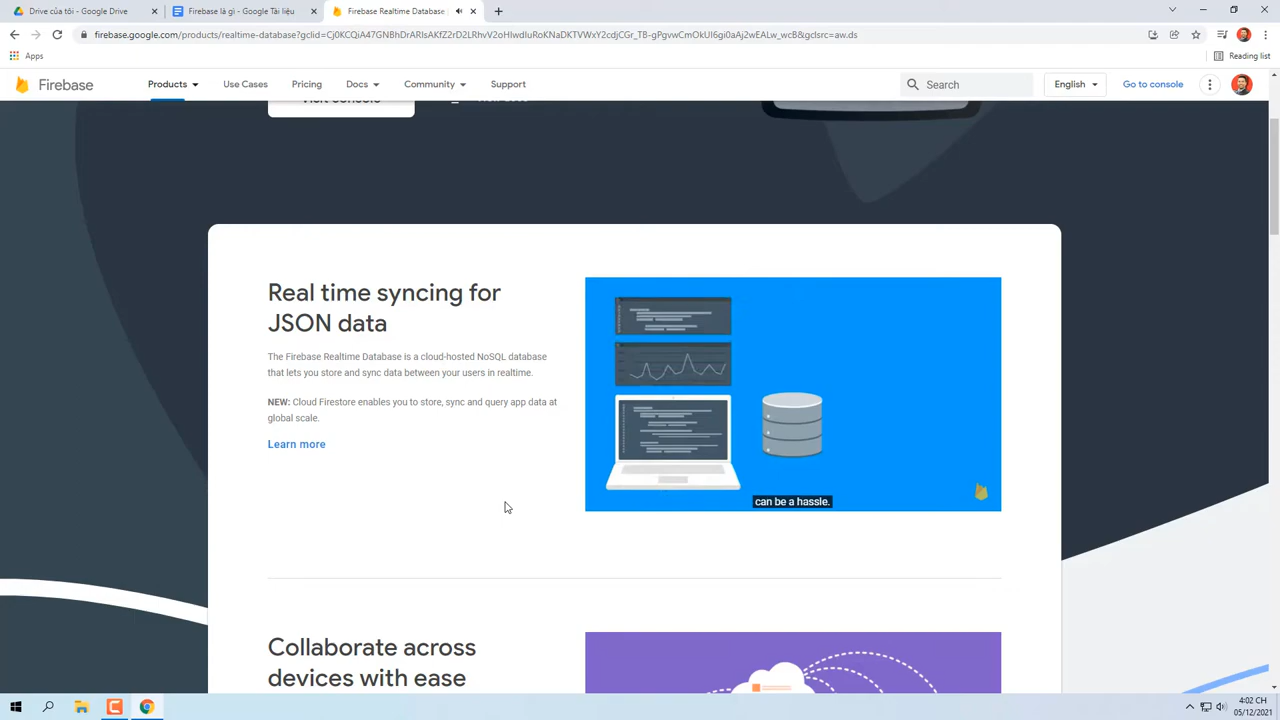 Drive của tôi - Google Drive
Firebase là gì - Google Tài liệu
Firebase Realtime Database
firebase.google.com/products/realtime-database?gclid=
Apps
Reading list
Firebase
Products
Use Cases
Pricing
Docs
Community
Support
Search
English
Go to console
Visit console
Real time syncing for
JSON data
The Firebase Realtime Database is a cloud-hosted NoSQL database
that lets you store and sync data between your users in realtime.
NEW: Cloud Firestore enables you to store, sync and query app data at
global scale.
Learn more
can be a hassle.
Collaborate across
devices with ease
4:02 CH
05/12/2021